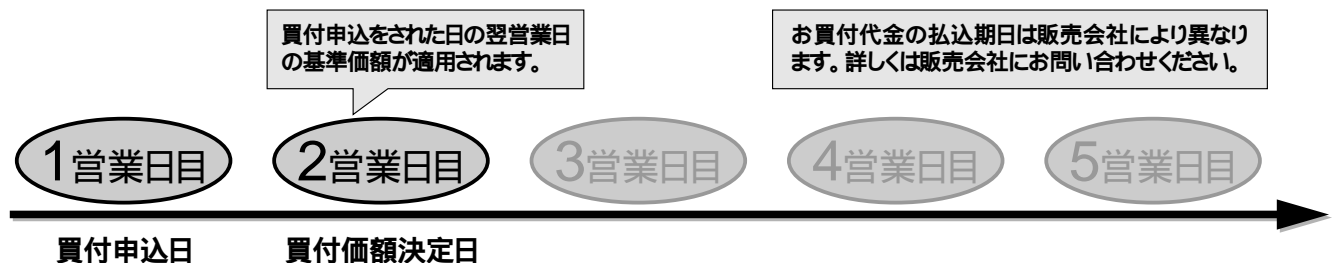 買付申込をされた日の翌営業日
の基準価額が適用されます。
お買付代金の払込期日は販売会社により異なり
ます。詳しくは販売会社にお問い合わせください。
1営業日目
2営業日目
3営業日目
4営業日目
5営業日目
買付申込日
買付価額決定日